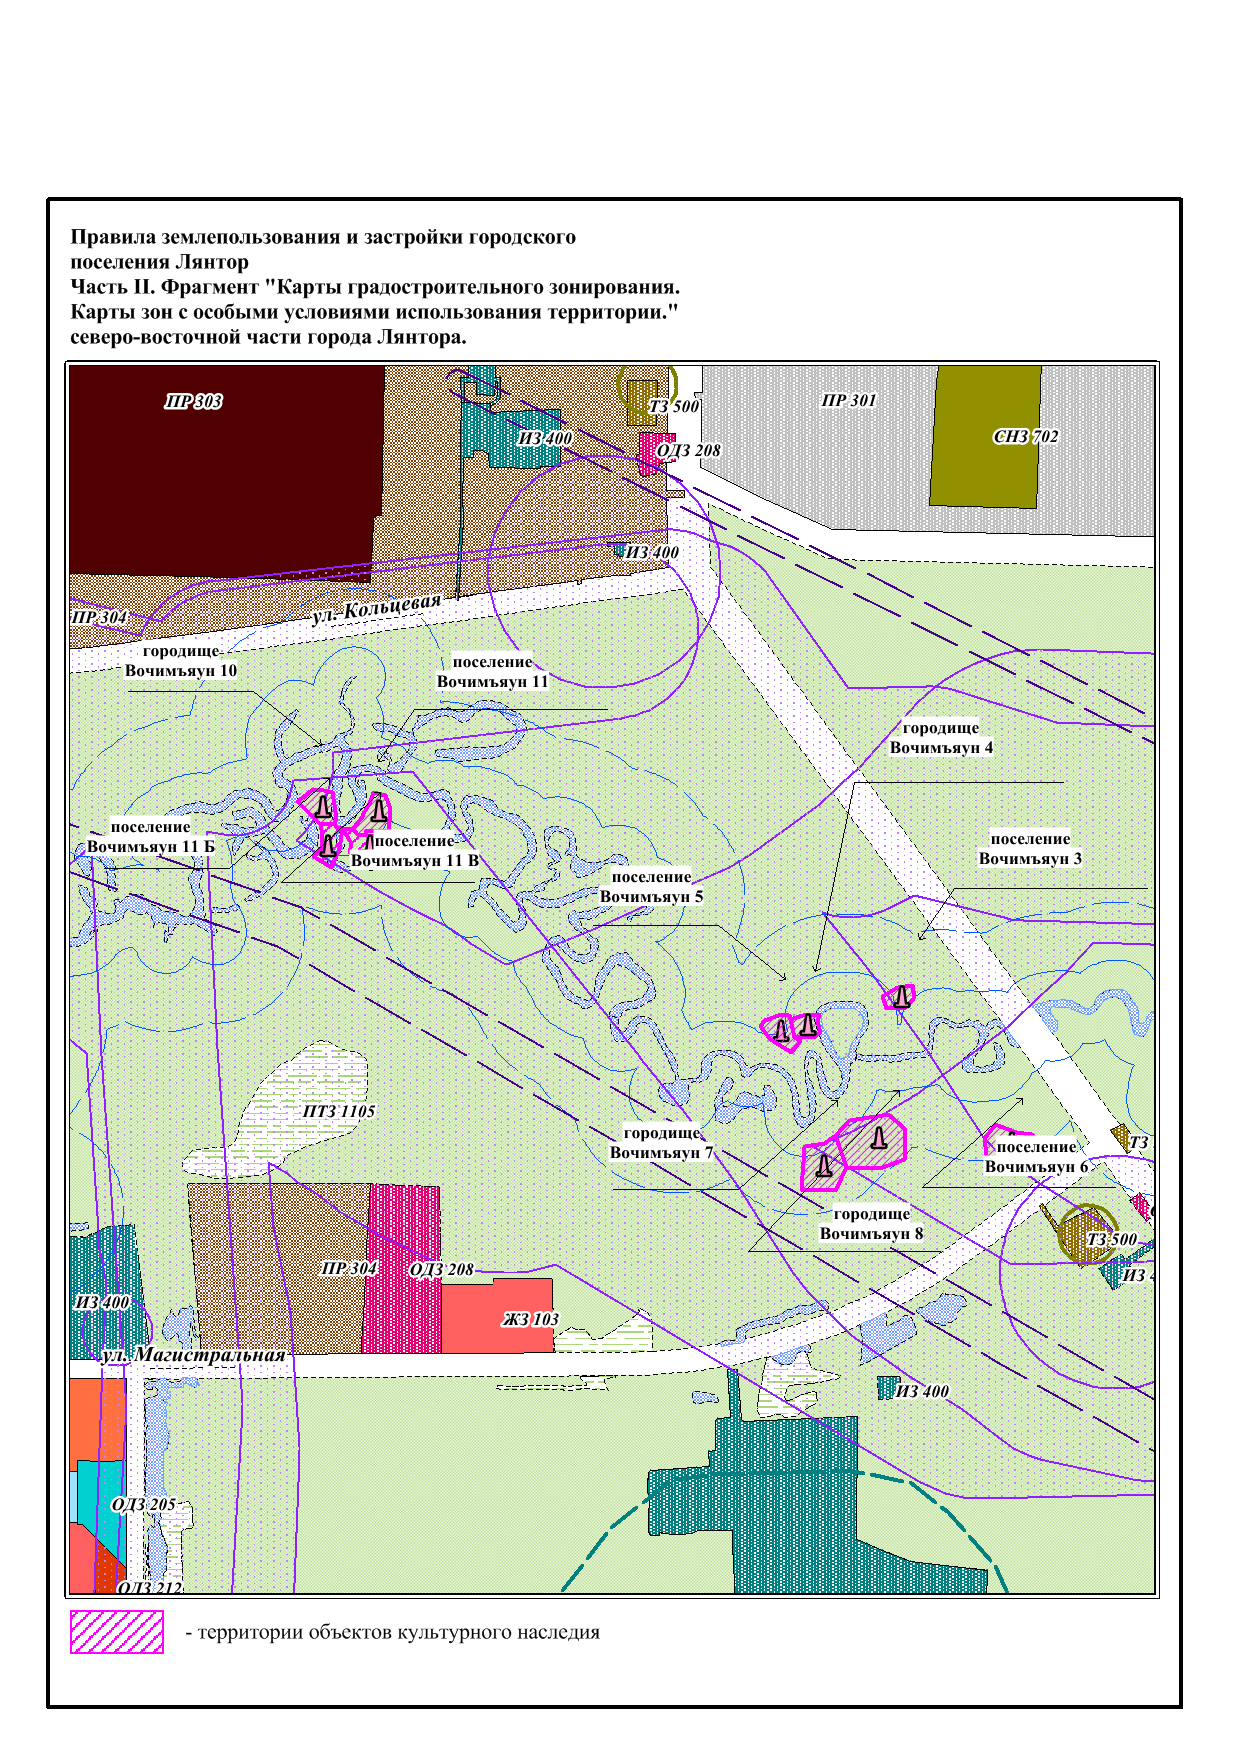 Правила землепользования и застройки городского
поселения Лянтор
Часть II. Фрагмент "Карты градостроительного зонирования.
Карты зон с особыми условиями использования территории."
северо-восточной части города Лянтора.
ПР 303
ТЗ 500
ПР 301
ИЗ 400
СНЗ 702
ОДЗ 208
ИЗ 400
ул. Кольцевая
ПР 304
городище
Вочимъяун 10
поселение
Вочимъяун 11
городище
Вочимъяун 4
поселение
Вочимъяун 11 Б
поселение
Вочимъяун 11 В
поселение
Вочимъяун 3
поселение
Вочимъяун 5
ПТЗ 1105
городище
Вочимъяун 7
ТЗ
поселение
Вочимъяун 6
городище
Вочимъяун 8
ТЗ 500
ПР 304
ОДЗ 208
ИЗ 4
ИЗ 400
ЖЗ 103
ул. Магистральная
ИЗ 400
ОДЗ 205
ОДЗ 212
- территории объектов культурного наследия